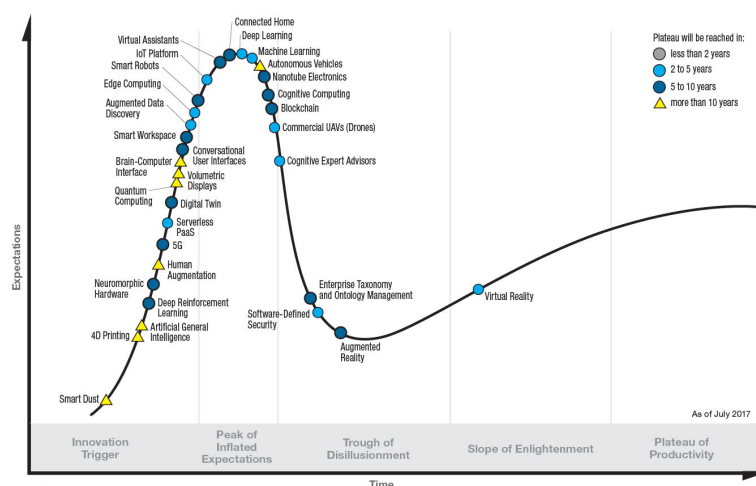 Connected Home
Deep Learning
Virtual Assistants
Machine Learning
IoT Platform
Autonomous Vehicles
Smart Robots
Nanotube Electronics
Edge Computing
Cognitive Computing
Augmented Data
Discovery
Blockchain
Commercial UAVs (Drones)
Smart Workspace
Conversational
User Interfaces
Cognitive Expert Advisors
Brain-Computer
Interface
Volumetric
Displays
Quantum
Computing
Digital Twin
Serverless
PaaS
5G
Human
Augmentation
Neuromorphic
Hardware
Deep Reinforcement
Learning
Artificial General
Intelligence
4D Printing
Smart Dust
Enterprise Taxonomy
and Ontology Management
Software-Defined
Security
Augmented
Reality
Virtual Reality
Plateau will be reached in:
less than 2 years
2 to 5 years
5 to 10 years
more than 10 years
As of July 2017
Expectations
Innovation
Trigger
Peak of
Inflated
Expectations
Trough of
Disillusionment
Slope of Enlightenment
Plateau of
Productivity
Time